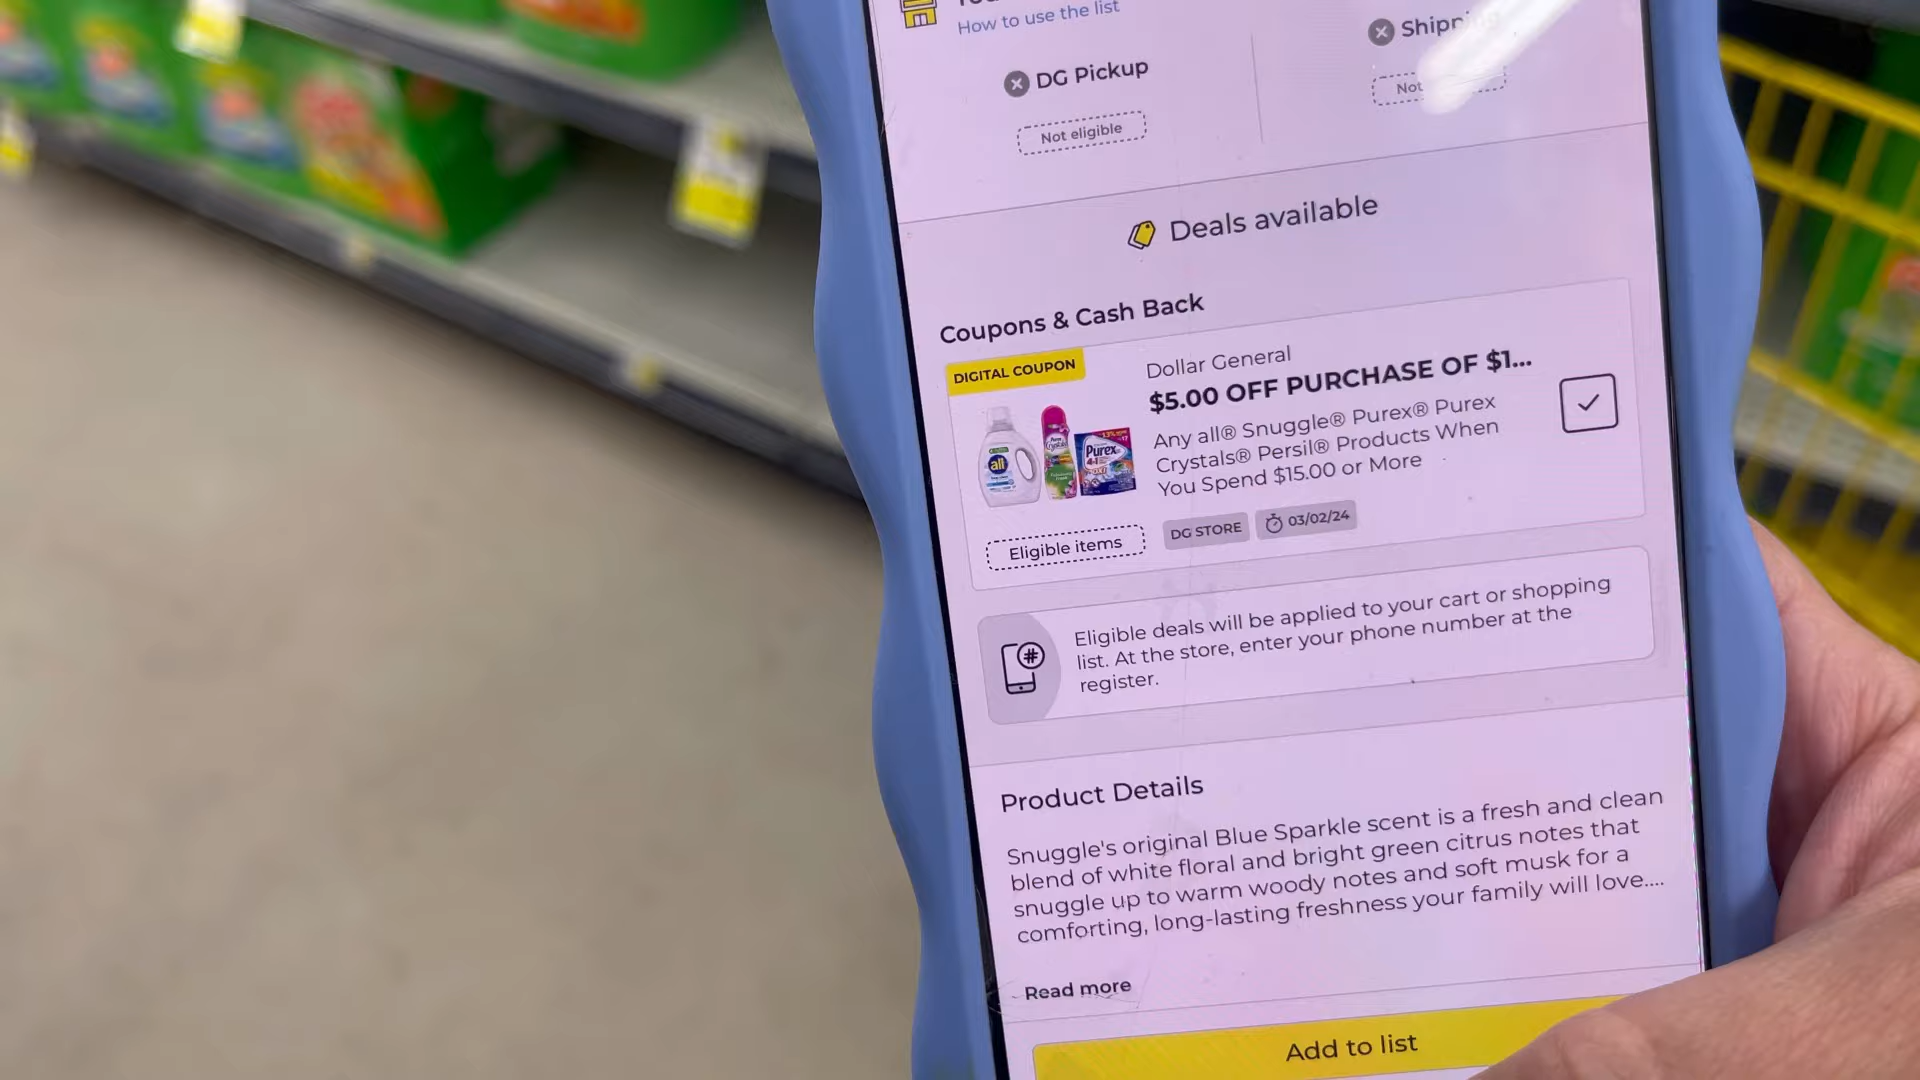 How to use the list
DG Pickup
Not eligible
Not
Deals available
Coupons & Cash Back
DIGITAL COUPON
Dollar General
$5.00 OFF PURCHASE OF $1...
Any all® Snuggle® Purex® Purex
Crystals® Persil® Products When
You Spend $15.00 or More
all
Purex
Eligible items
DG STORE
03/02/24
Eligible deals will be applied to your cart or shopping
list. At the store, enter your phone number at the
register.
Product Details
Snuggle's original Blue Sparkle scent is a fresh and clean
blend of white floral and bright green citrus notes that
snuggle up to warm woody notes and soft musk for a
comforting, long-lasting freshness your family will love....
Read more
Add to list